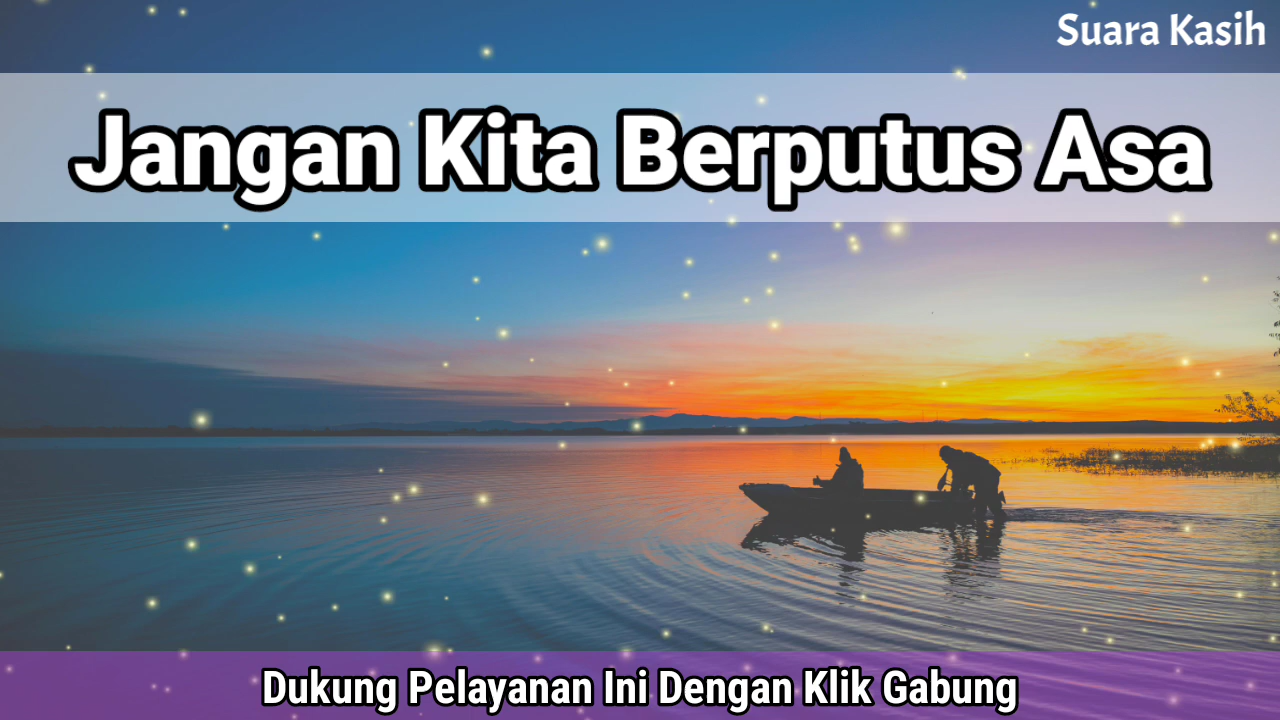 Suara Kasih
Jangan Kita Berputus Asa
Dukung Pelayanan Ini Dengan Klik Gabung